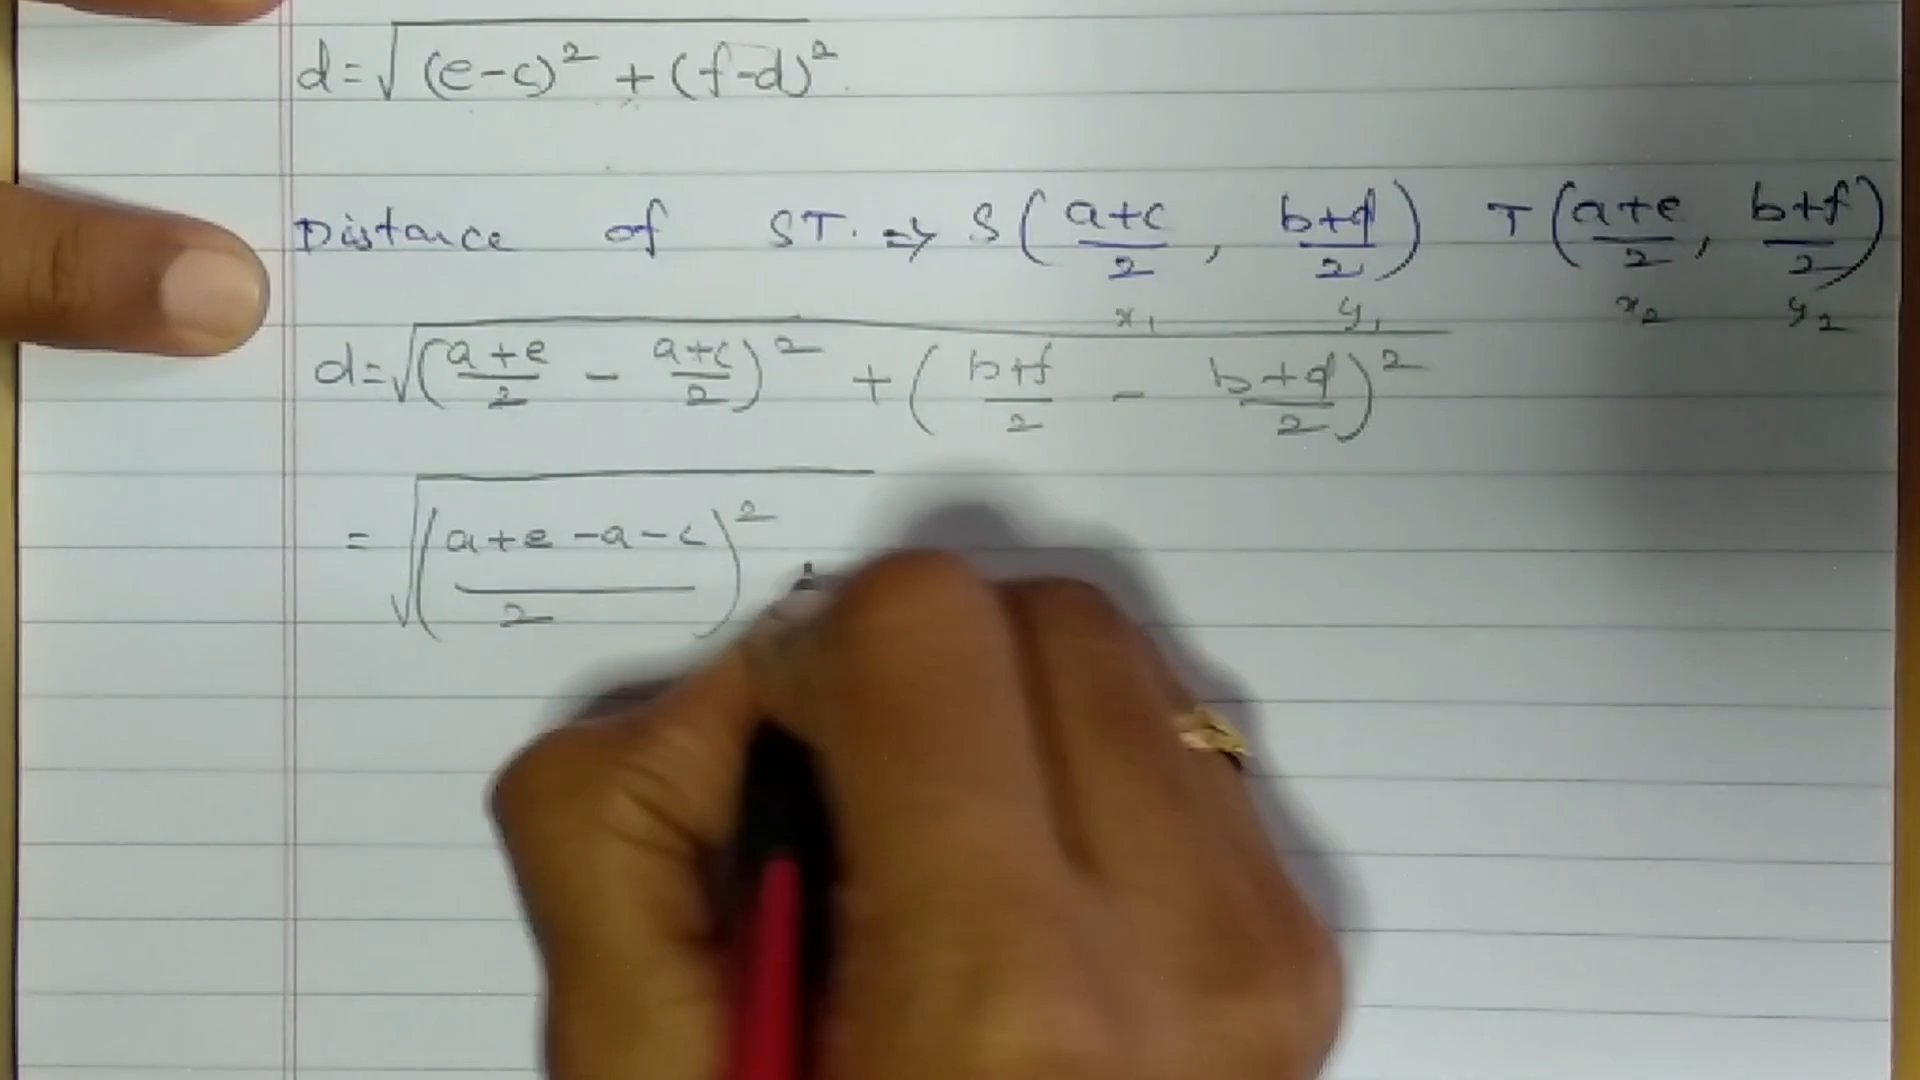 d=√(e-c)² + (f-d)²
Distance of ST. => S(a+c/2, b+d/2) T(a+e/2, b+f/2)
x₁ y₁ x₂ y₂
d=√(a+e/2 - a+c/2)² + (b+f/2 - b+d/2)²
= √(a+e-a-c/2)²